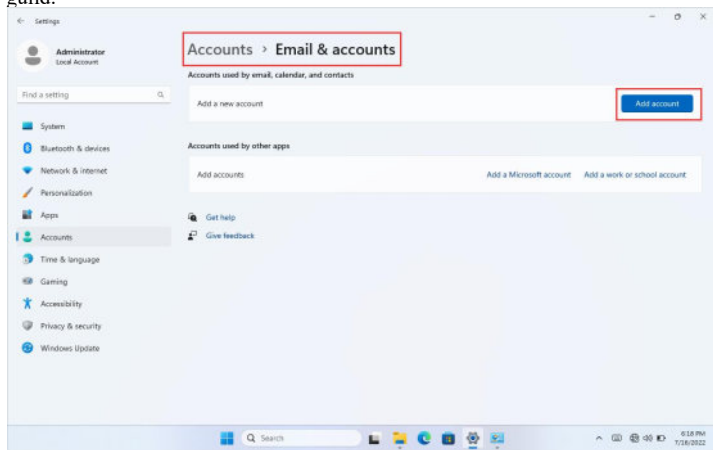 guid.
Settings
Administrator
Local Account
Find a setting
System
Bluetooth & devices
Network & internet
Personalization
Apps
Accounts
Time & language
Gaming
Accessibility
Privacy & security
Windows Update
Accounts > Email & accounts
Accounts used by email, calendar, and contacts
Add a new account
Add account
Accounts used by other apps
Add accounts
Add a Microsoft account
Add a work or school account
Get help
Give feedback
Search
6:18 PM
7/16/2022